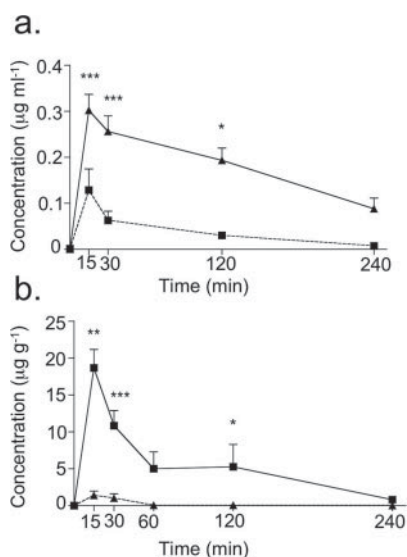 a.
Concentration (µg ml⁻¹)
0.4
0.3
0.2
0.1
0
***
***
*
15 30 120 240
Time (min)
b.
Concentration (µg g⁻¹)
25
20
15
10
5
0
**
***
*
15 30 60 120 240
Time (min)